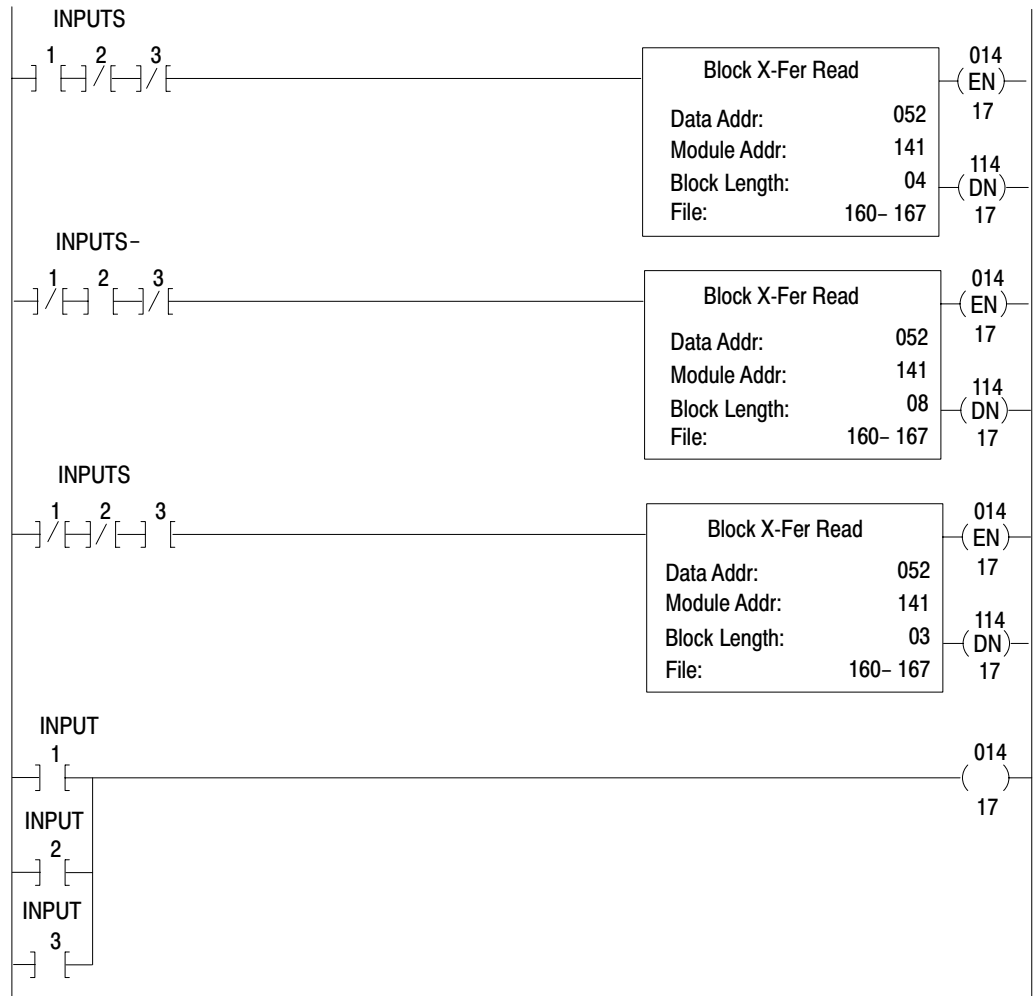 INPUTS
1 2 3
Block X-Fer Read
Data Addr: 052
Module Addr: 141
Block Length: 04
File: 160– 167
014
EN
17
114
DN
17
INPUTS–
1 2 3
Block X-Fer Read
Data Addr: 052
Module Addr: 141
Block Length: 08
File: 160– 167
014
EN
17
114
DN
17
INPUTS
1 2 3
Block X-Fer Read
Data Addr: 052
Module Addr: 141
Block Length: 03
File: 160– 167
014
EN
17
114
DN
17
INPUT
1
014
17
INPUT
2
INPUT
3